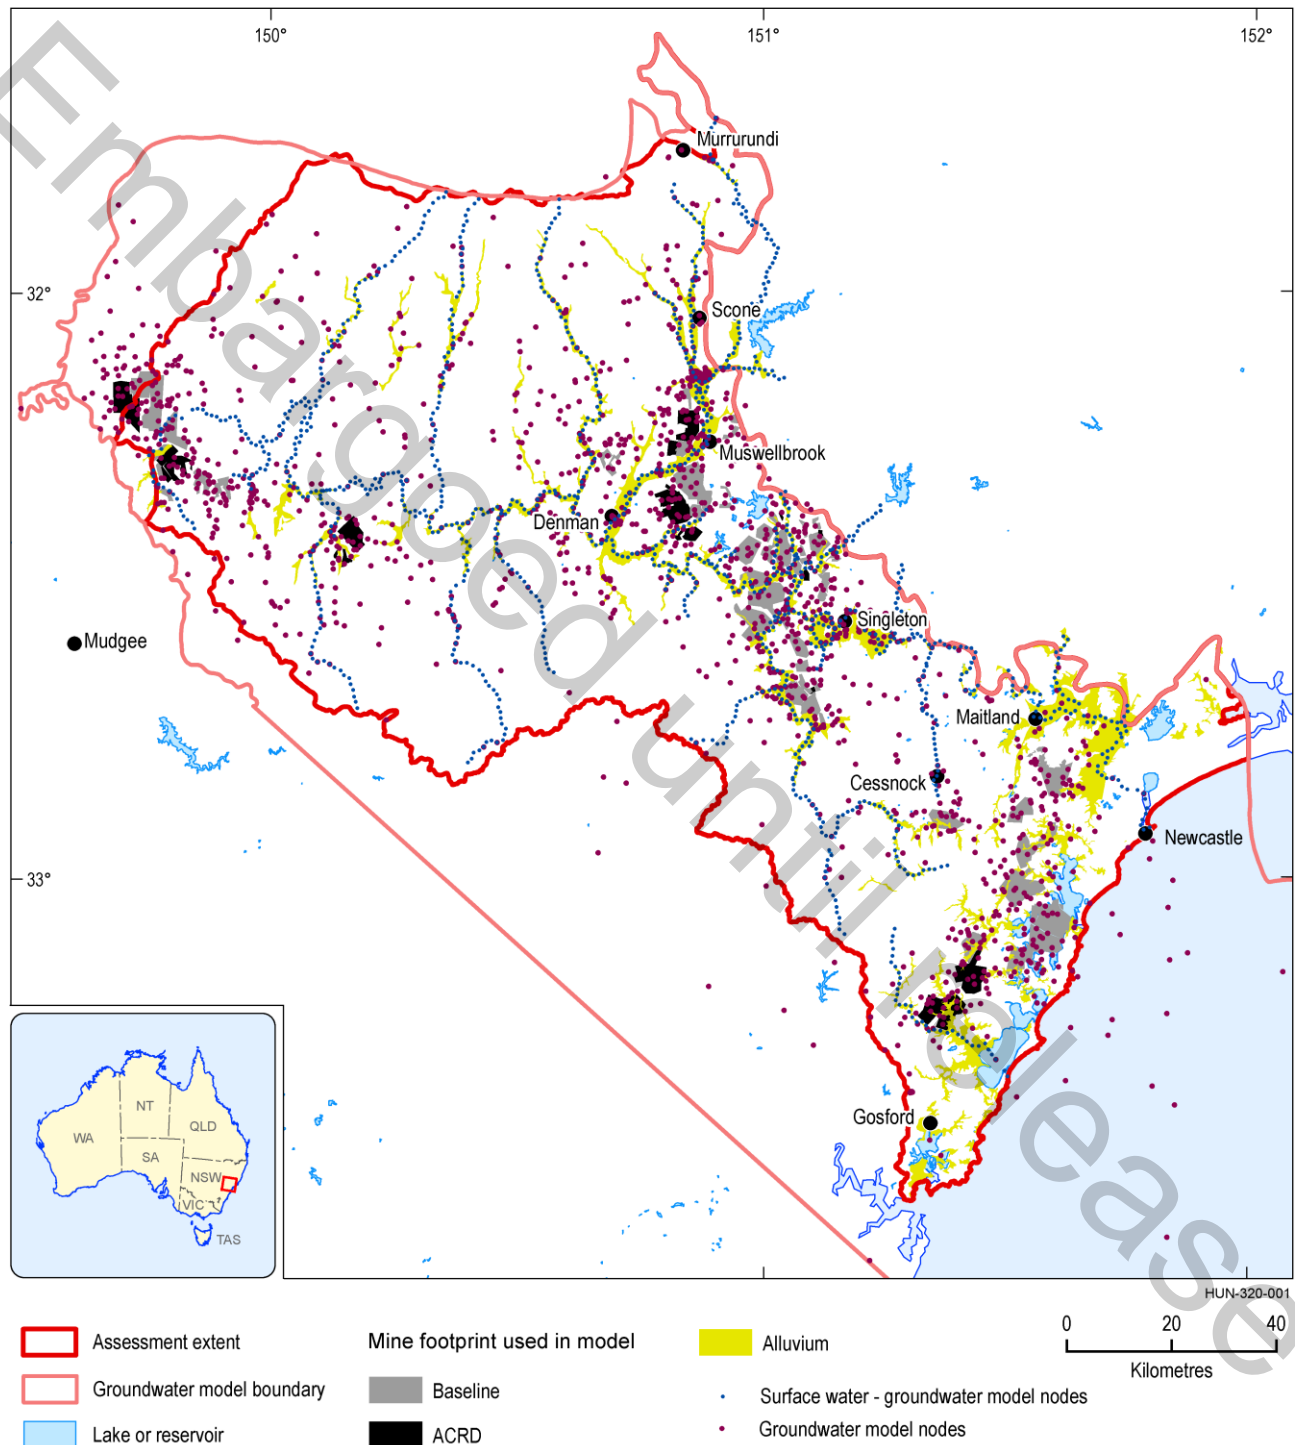 150°
151°
152°
Murrurundi
32°
Scone
Muswellbrook
Denman
Singleton
Mudgee
Maitland
Cessnock
Newcastle
33°
Gosford
Embargoed until release
WA
NT
QLD
SA
NSW
VIC
TAS
HUN-320-001
Assessment extent
Groundwater model boundary
Lake or reservoir
Mine footprint used in model
Baseline
ACRD
Alluvium
Surface water - groundwater model nodes
Groundwater model nodes
0 20 40
Kilometres